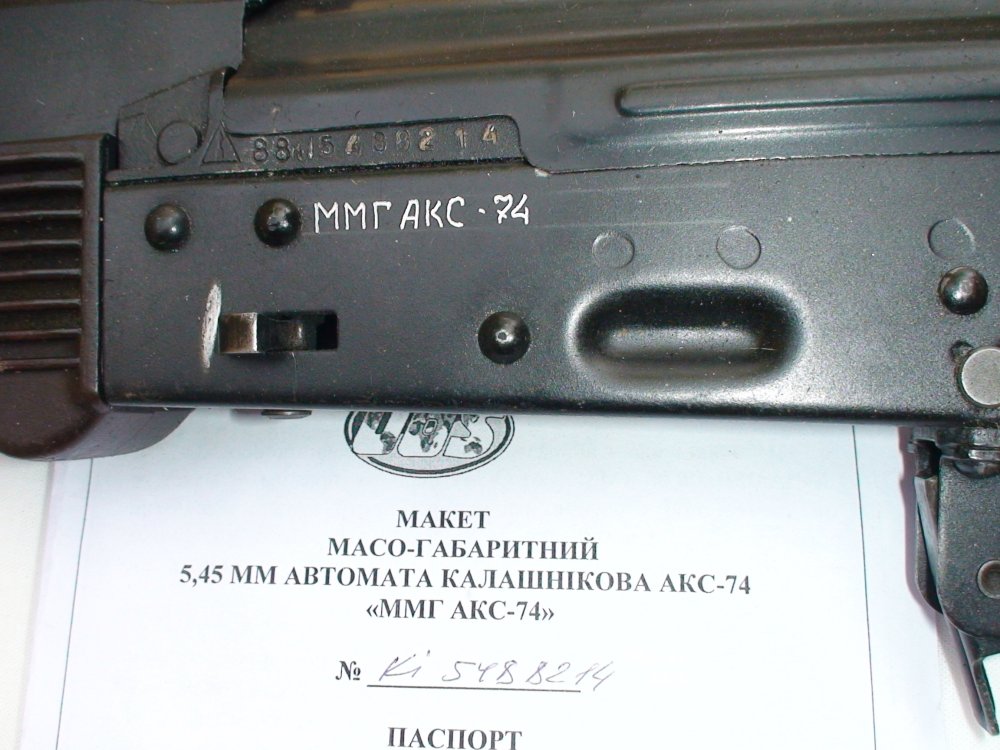 ММГ АКС-74
МАКЕТ
МАСО-ГАБАРИТНИЙ
5,45 ММ АВТОМАТА КАЛАШНІКОВА АКС-74
«ММГ АКС-74»
№ Кі 5488214
ПАСПОРТ